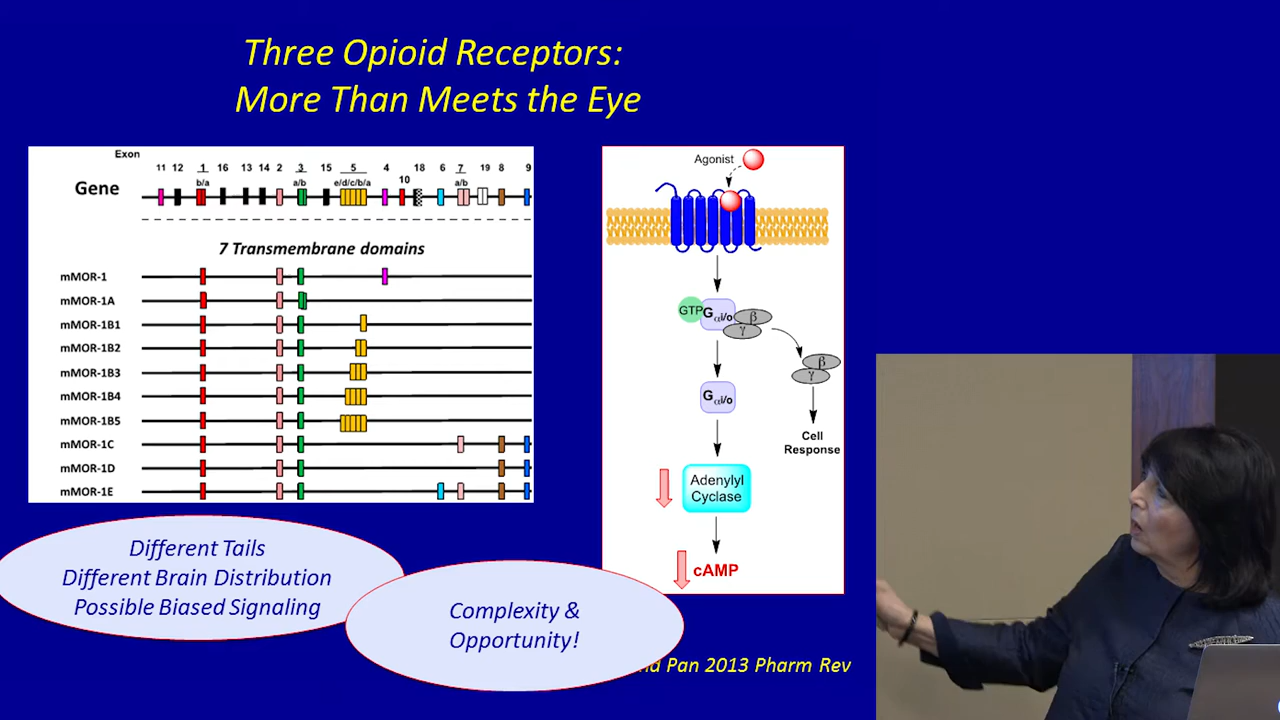 Three Opioid Receptors:
More Than Meets the Eye
Exon
11 12 1 16 13 14 2 3 15 5 4 10 18 6 7 19 8 9
b/a a/b e/d/c/b/a a/b
Gene
7 Transmembrane domains
mMOR-1
mMOR-1A
mMOR-1B1
mMOR-1B2
mMOR-1B3
mMOR-1B4
mMOR-1B5
mMOR-1C
mMOR-1D
mMOR-1E
Agonist
GTP Gαi/o β
γ
β
γ
Gαi/o
Cell
Response
Adenylyl
Cyclase
cAMP
Different Tails
Different Brain Distribution
Possible Biased Signaling
Complexity &
Opportunity!
Pan 2013 Pharm Rev